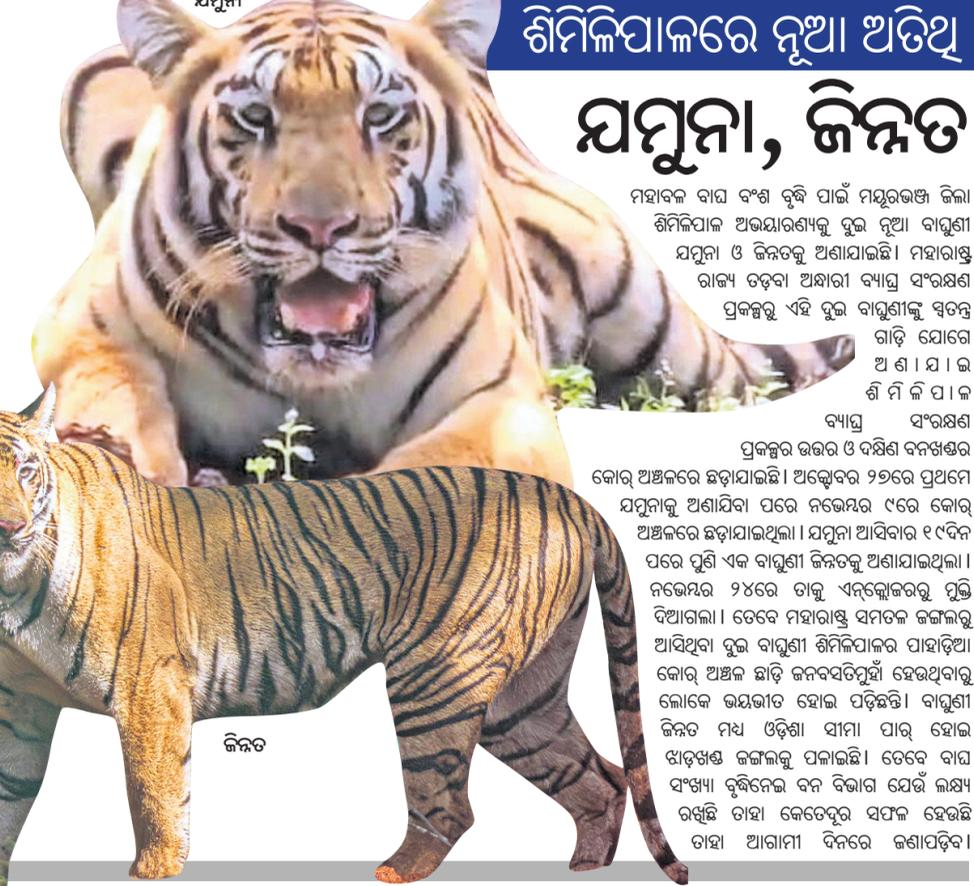 ଯମୁନା
ଶିମିଳିପାଳରେ ନୂଆ ଅତିଥି
ଯମୁନା, ଜିନ୍ନତ
ମହାବଳ ବାଘ ବଂଶ ବୃଦ୍ଧି ପାଇଁ ମୟୂରଭଞ୍ଜ ଜିଲା
ଶିମିଳିପାଳ ଅଭୟାରଣ୍ୟକୁ ଦୁଇ ନୂଆ ବାଘୁଣୀ
ଯମୁନା ଓ ଜିନ୍ନତକୁ ଅଣାଯାଇଛି। ମହାରାଷ୍ଟ୍ର
ରାଜ୍ୟ ତଡ଼ବା ଅନ୍ଧାରୀ ବ୍ୟାଘ୍ର ସଂରକ୍ଷଣ
ପ୍ରକଳ୍ପରୁ ଏହି ଦୁଇ ବାଘୁଣୀଙ୍କୁ ସ୍ୱତନ୍ତ୍ର
ଗାଡ଼ି ଯୋଗେ
ଅଣାଯାଇ
ଶିମିଳିପାଳ
ବ୍ୟାଘ୍ର ସଂରକ୍ଷଣ
ପ୍ରକଳ୍ପର ଉତ୍ତର ଓ ଦକ୍ଷିଣ ବନଖଣ୍ଡର
କୋର୍ ଅଞ୍ଚଳରେ ଛଡ଼ାଯାଇଛି। ଅକ୍ଟୋବର ୨୭ରେ ପ୍ରଥମେ
ଯମୁନାକୁ ଅଣାଯିବା ପରେ ନଭେମ୍ବର ୯ରେ କୋର୍
ଅଞ୍ଚଳରେ ଛଡ଼ାଯାଇଥିଲା। ଯମୁନା ଆସିବାର ୧୯ଦିନ
ପରେ ପୁଣି ଏକ ବାଘୁଣୀ ଜିନ୍ନତକୁ ଅଣାଯାଇଥିଲା।
ନଭେମ୍ବର ୨୪ରେ ତାକୁ ଏନ୍‌କ୍ଲୋଜରରୁ ମୁକ୍ତି
ଦିଆଗଲା। ତେବେ ମହାରାଷ୍ଟ୍ର ସମତଳ ଜଙ୍ଗଲରୁ
ଆସିଥିବା ଦୁଇ ବାଘୁଣୀ ଶିମିଳିପାଳର ପାହାଡ଼ିଆ
କୋର୍ ଅଞ୍ଚଳ ଛାଡ଼ି ଜନବସତିମୁହାଁ ହେଉଥିବାରୁ
ଲୋକେ ଭୟଭୀତ ହୋଇ ପଡ଼ିଛନ୍ତି। ବାଘୁଣୀ
ଜିନ୍ନତ ମଧ୍ୟ ଓଡ଼ିଶା ସୀମା ପାର୍ ହୋଇ
ଝାଡ଼ଖଣ୍ଡ ଜଙ୍ଗଲକୁ ପଳାଇଛି। ତେବେ ବାଘ
ସଂଖ୍ୟା ବୃଦ୍ଧିନେଇ ବନ ବିଭାଗ ଯେଉଁ ଲକ୍ଷ୍ୟ
ରଖିଛି ତାହା କେତେଦୂର ସଫଳ ହେଉଛି
ତାହା ଆଗାମୀ ଦିନରେ ଜଣାପଡ଼ିବ।
ଜିନ୍ନତ